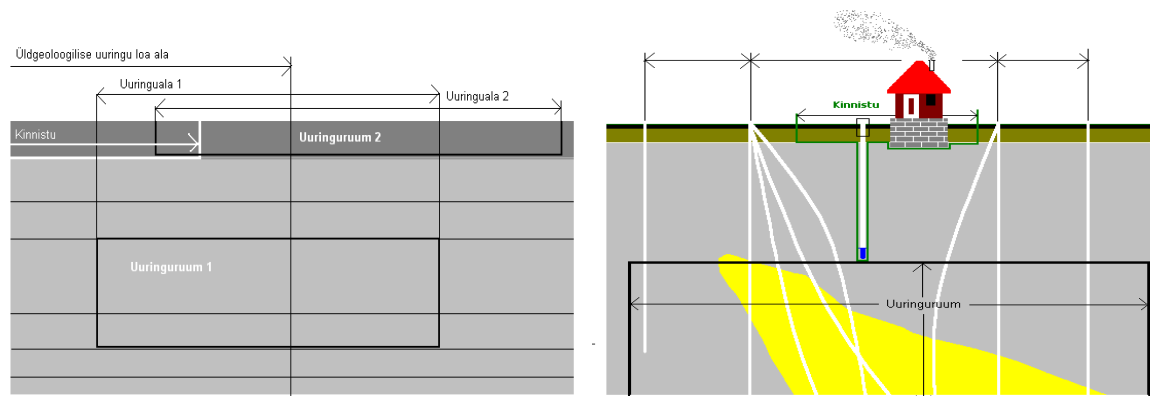 Üldgeoloogilise uuringu loa ala
Uuringuala 1
Uuringuala 2
Kinnistu
Uuringuruum 2
Uuringuruum 1
Kinnistu
Uuringuruum